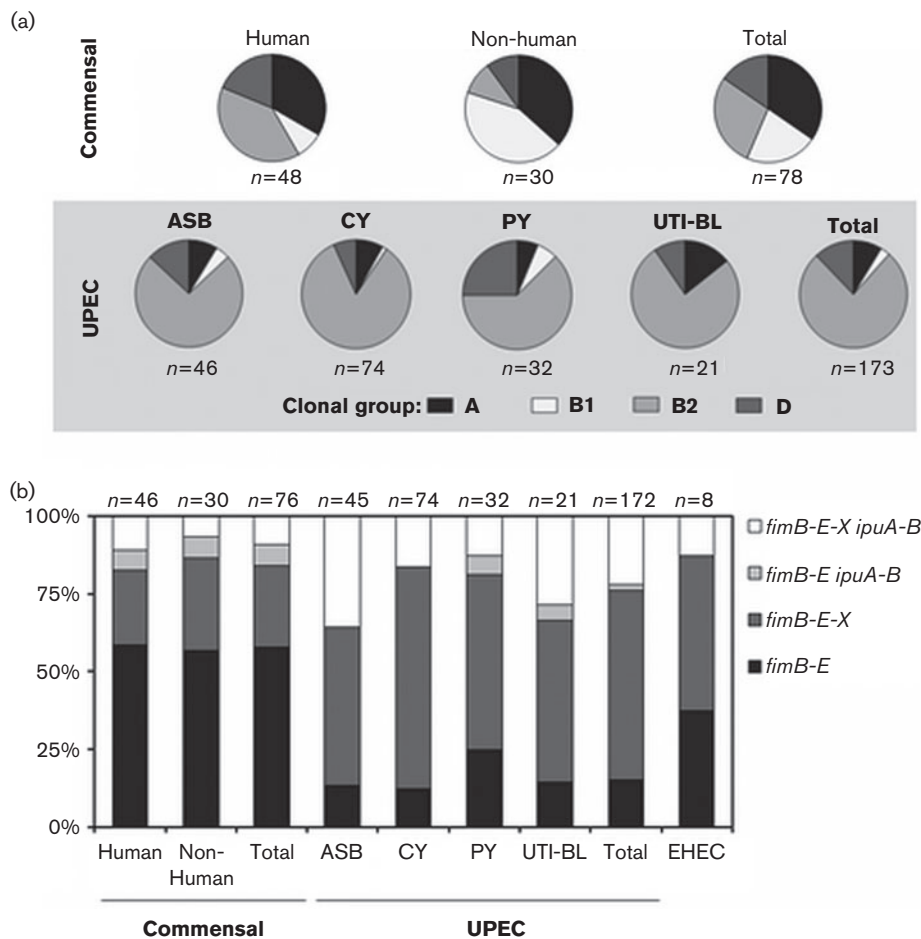 (a)
Human Non-human Total
Commensal
n=48 n=30 n=78
ASB CY PY UTI-BL Total
UPEC
n=46 n=74 n=32 n=21 n=173
Clonal group: A B1 B2 D
(b)
n=46 n=30 n=76 n=45 n=74 n=32 n=21 n=172 n=8
100%
75%
50%
25%
0%
fimB-E-X ipuA-B
fimB-E ipuA-B
fimB-E-X
fimB-E
Human Non- Total ASB CY PY UTI-BL Total EHEC
Human
Commensal UPEC